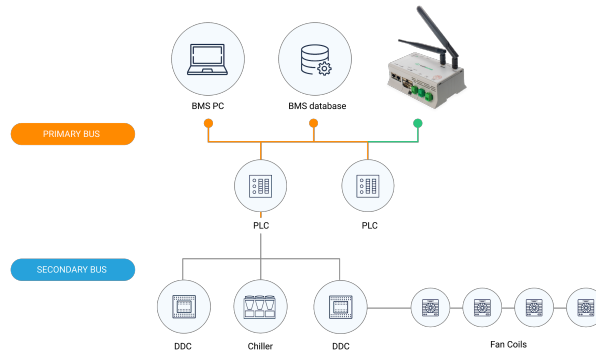 BMS PC
BMS database
PRIMARY BUS
PLC
PLC
SECONDARY BUS
DDC
Chiller
DDC
Fan Coils